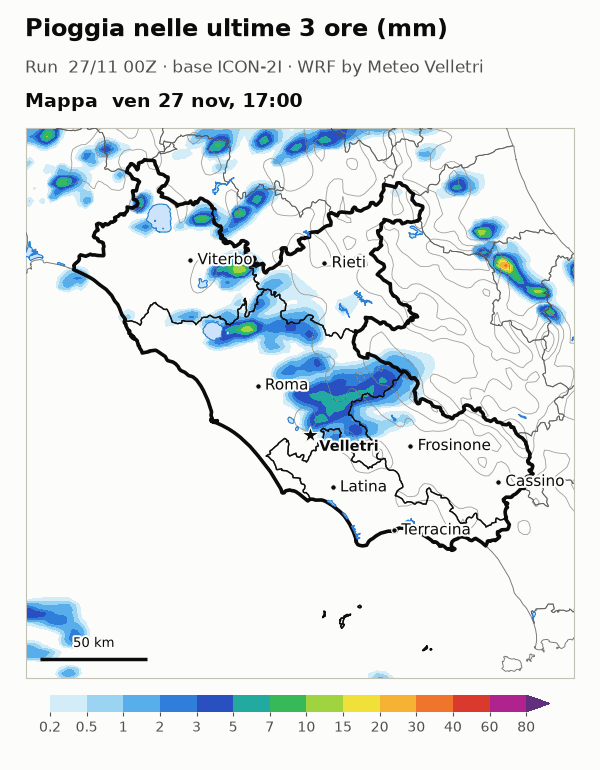 Pioggia nelle ultime 3 ore (mm)
Run  27/11 00Z · base ICON-2I · WRF by Meteo Velletri
Mappa  ven 27 nov, 17:00
Viterbo
Rieti
Roma
Velletri
Frosinone
Cassino
Latina
Terracina
50 km
0.2 0.5 1 2 3 5 7 10 15 20 30 40 60 80